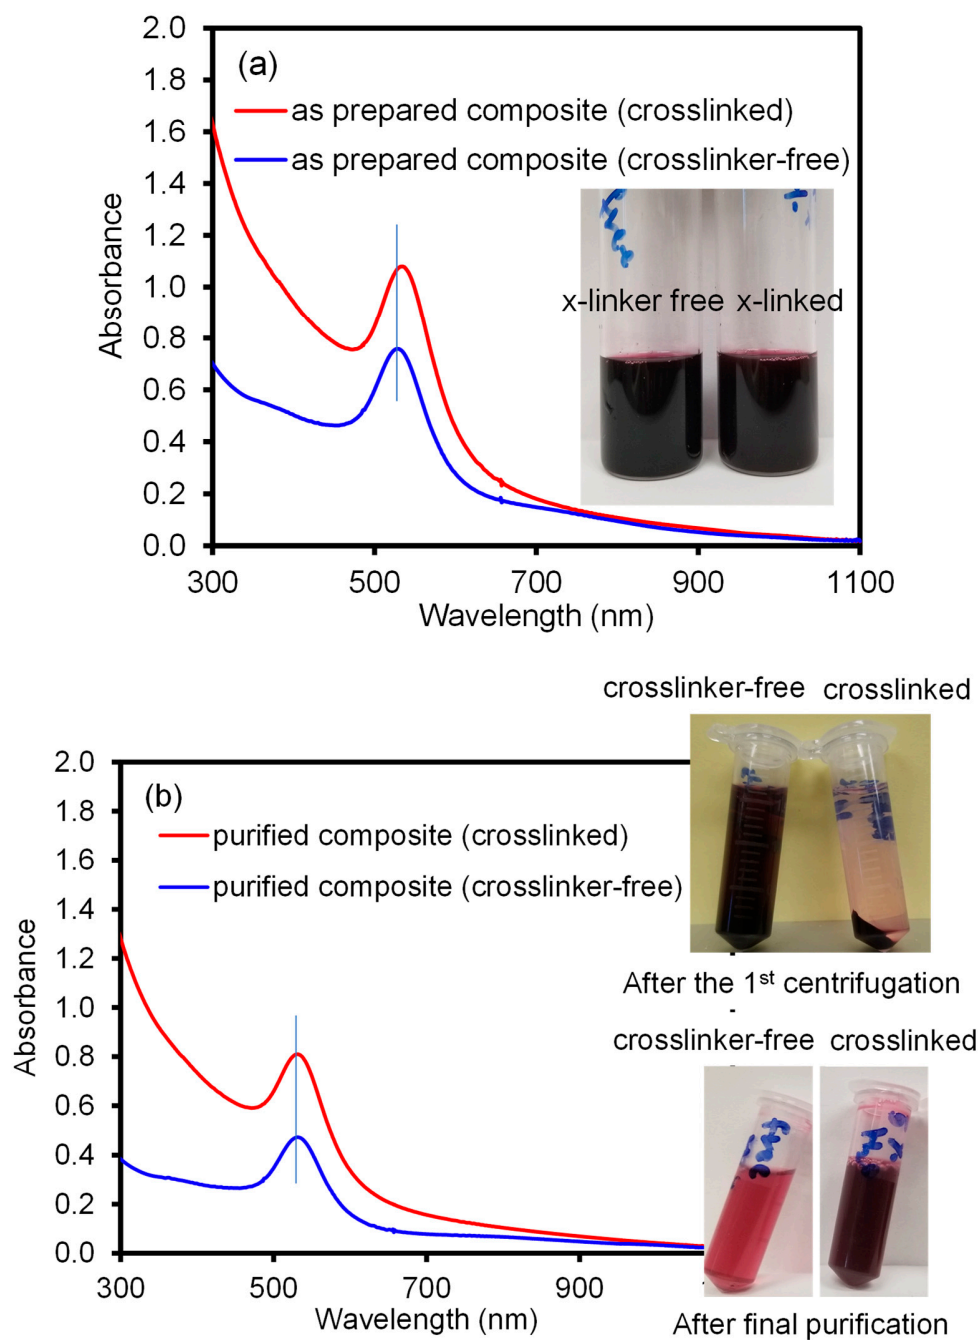 2.0
1.8
1.6
1.4
1.2
1.0
0.8
0.6
0.4
0.2
0.0
Absorbance
(a)
as prepared composite (crosslinked)
as prepared composite (crosslinker-free)
x-linker free x-linked
300 500 700 900 1100
Wavelength (nm)
crosslinker-free crosslinked
2.0
1.8
1.6
1.4
1.2
1.0
0.8
0.6
0.4
0.2
0.0
Absorbance
(b)
purified composite (crosslinked)
purified composite (crosslinker-free)
After the 1st centrifugation
crosslinker-free crosslinked
300 500 700 900
Wavelength (nm)
After final purification